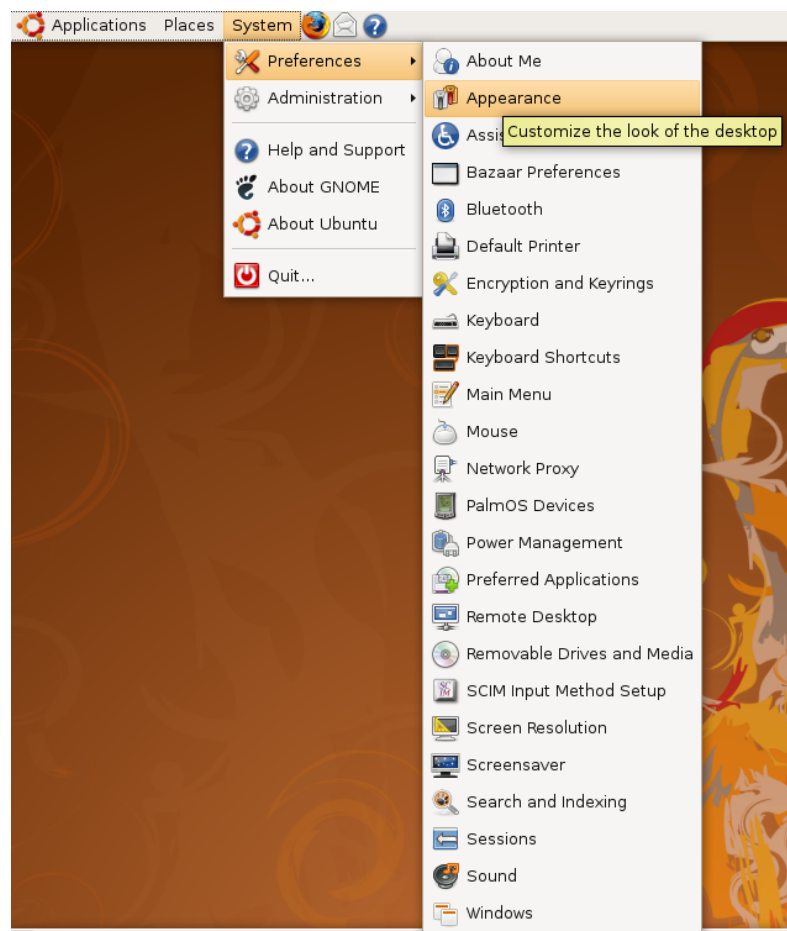 Applications Places System
Preferences
Administration
Help and Support
About GNOME
About Ubuntu
Quit...
About Me
Appearance
Customize the look of the desktop
Bazaar Preferences
Bluetooth
Default Printer
Encryption and Keyrings
Keyboard
Keyboard Shortcuts
Main Menu
Mouse
Network Proxy
PalmOS Devices
Power Management
Preferred Applications
Remote Desktop
Removable Drives and Media
SCIM Input Method Setup
Screen Resolution
Screensaver
Search and Indexing
Sessions
Sound
Windows